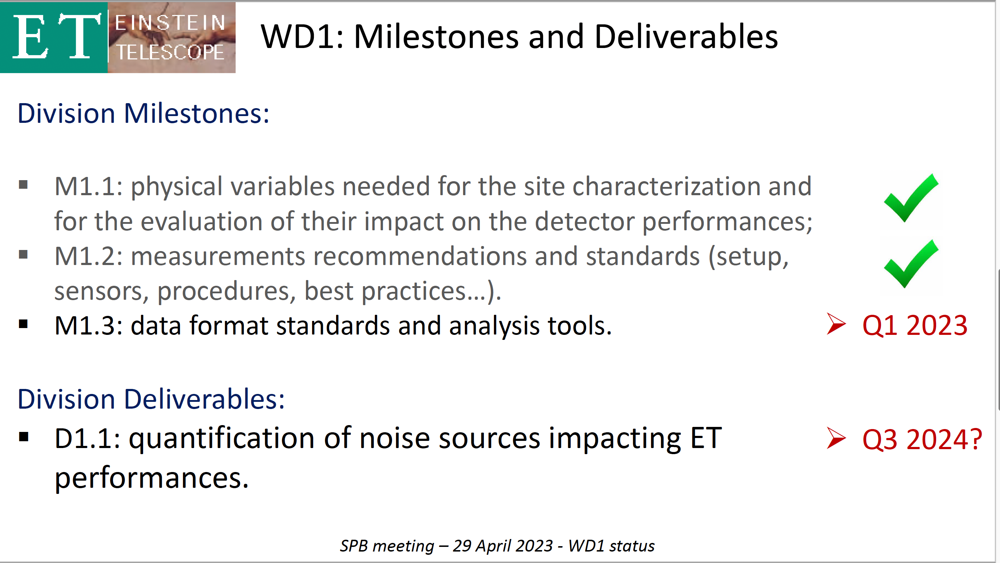 E T EINSTEIN
TELESCOPE
WD1: Milestones and Deliverables
Division Milestones:
▪ M1.1: physical variables needed for the site characterization and
for the evaluation of their impact on the detector performances;
▪ M1.2: measurements recommendations and standards (setup,
sensors, procedures, best practices...).
▪ M1.3: data format standards and analysis tools.
➢ Q1 2023
Division Deliverables:
▪ D1.1: quantification of noise sources impacting ET
performances.
➢ Q3 2024?
SPB meeting – 29 April 2023 - WD1 status